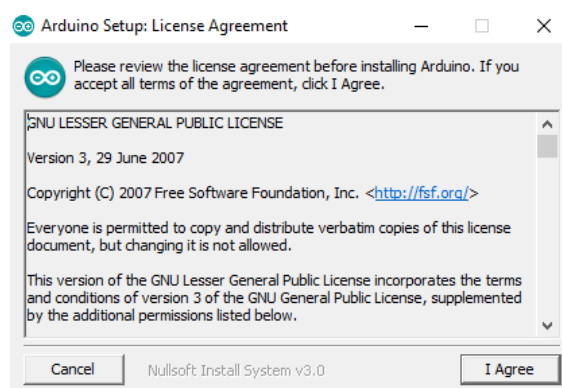 Arduino Setup: License Agreement
Please review the license agreement before installing Arduino. If you
accept all terms of the agreement, click I Agree.
GNU LESSER GENERAL PUBLIC LICENSE
Version 3, 29 June 2007
Copyright (C) 2007 Free Software Foundation, Inc. <http://fsf.org/>
Everyone is permitted to copy and distribute verbatim copies of this license
document, but changing it is not allowed.
This version of the GNU Lesser General Public License incorporates the terms
and conditions of version 3 of the GNU General Public License, supplemented
by the additional permissions listed below.
Cancel
Nullsoft Install System v3.0
I Agree